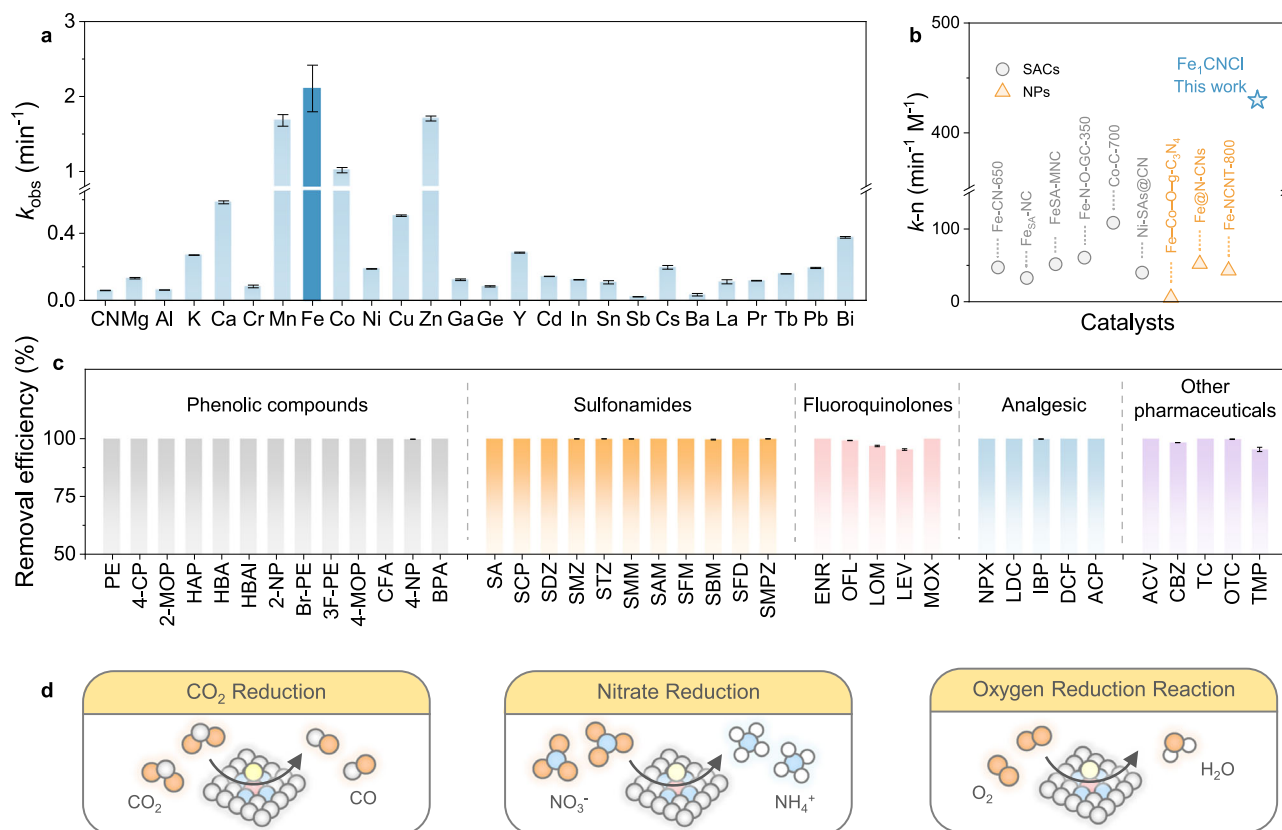 a
k_obs (min⁻¹)
3
2
1
0.4
0.0
CN Mg Al K Ca Cr Mn Fe Co Ni Cu Zn Ga Ge Y Cd In Sn Sb Cs Ba La Pr Tb Pb Bi
b
k-n (min⁻¹ M⁻¹)
500
400
100
0
SACs
NPs
Fe₁CNCl
This work
Fe-CN-650
Fe_SA-NC
FeSA-MNC
Fe-N-O-GC-350
Co-C-700
Ni-SAs@CN
Fe-Co-O-g-C₃N₄
Fe@N-CNs
Fe-NCNT-800
Catalysts
c
Removal efficiency (%)
100
75
50
Phenolic compounds
Sulfonamides
Fluoroquinolones
Analgesic
Other
pharmaceuticals
PE 4-CP 2-MOP HAP HBA HBAl 2-NP Br-PE 3F-PE 4-MOP CFA 4-NP BPA SA SCP SDZ SMZ STZ SMM SAM SFM SBM SFD SMPZ ENR OFL LOM LEV MOX NPX LDC IBP DCF ACP ACV CBZ TC OTC TMP
d
CO₂ Reduction
CO₂
CO
Nitrate Reduction
NO₃⁻
NH₄⁺
Oxygen Reduction Reaction
O₂
H₂O